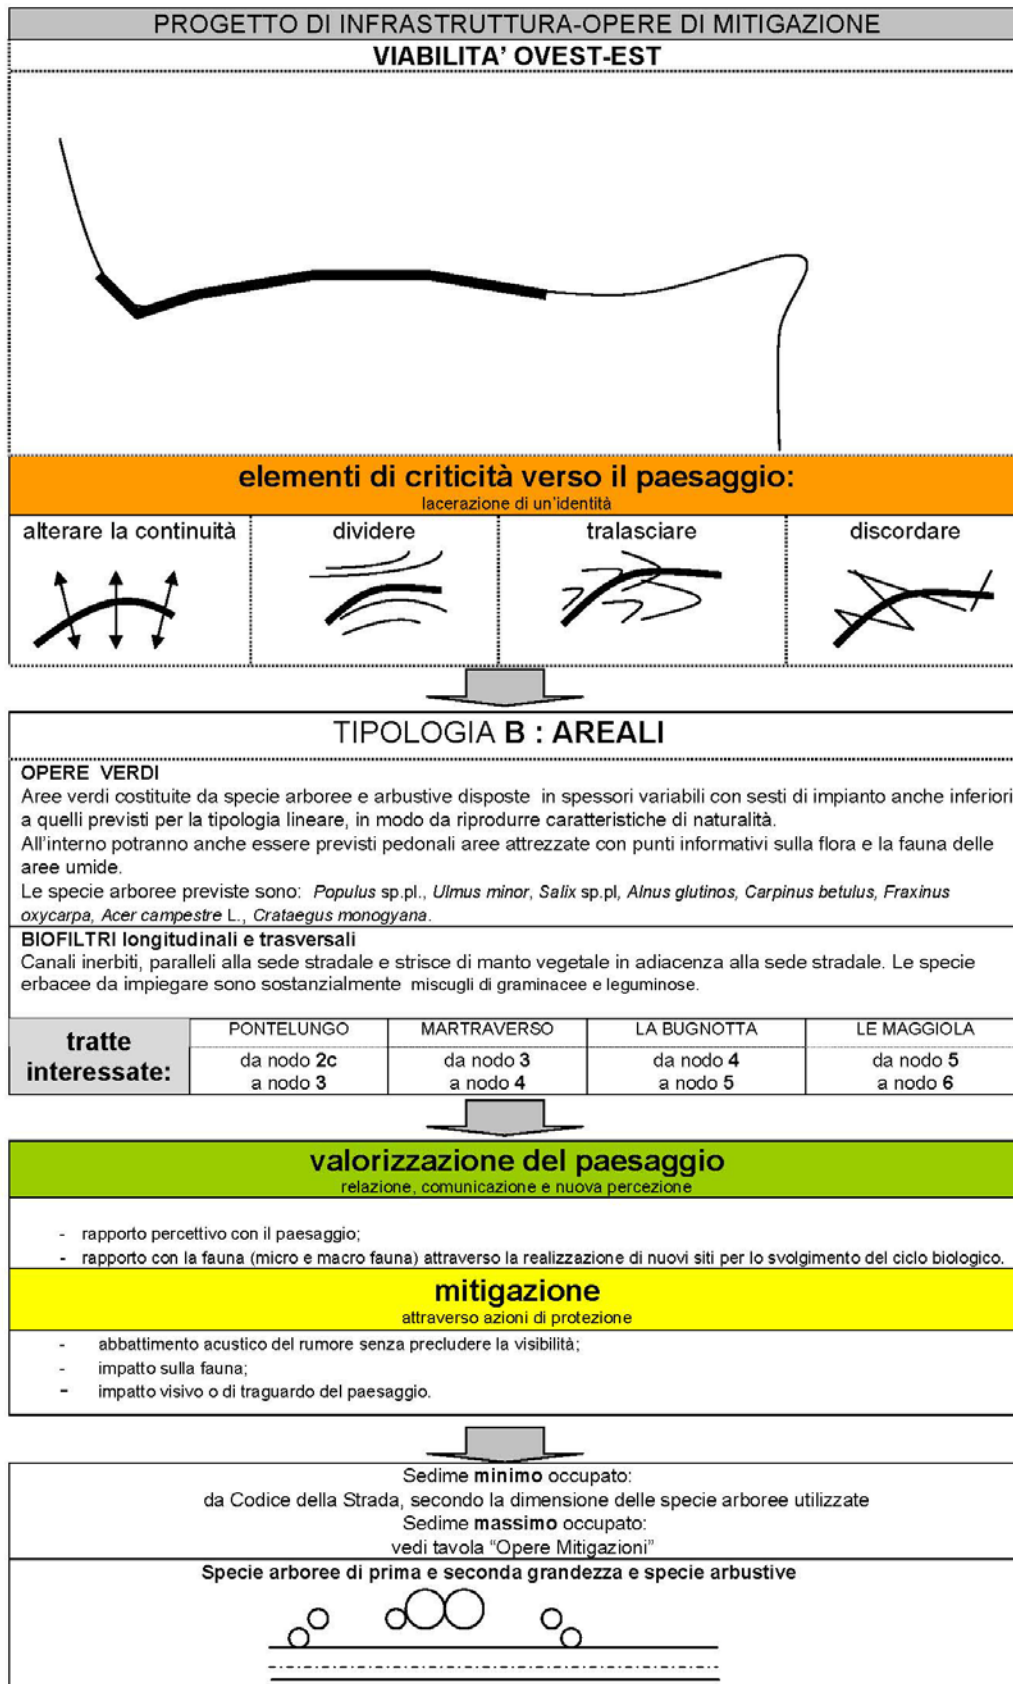 PROGETTO DI INFRASTRUTTURA-OPERE DI MITIGAZIONE
VIABILITA' OVEST-EST
elementi di criticità verso il paesaggio:
lacerazione di un'identità
alterare la continuità
dividere
tralasciare
discordare
TIPOLOGIA B : AREALI
OPERE VERDI
Aree verdi costituite da specie arboree e arbustive disposte in spessori variabili con sesti di impianto anche inferiori
a quelli previsti per la tipologia lineare, in modo da riprodurre caratteristiche di naturalità.
All'interno potranno anche essere previsti pedonali aree attrezzate con punti informativi sulla flora e la fauna delle
aree umide.
Le specie arboree previste sono: Populus sp.pl., Ulmus minor, Salix sp.pl, Alnus glutinos, Carpinus betulus, Fraxinus
oxycarpa, Acer campestre L., Crataegus monogyna.
BIOFILTRI longitudinali e trasversali
Canali inerbiti, paralleli alla sede stradale e strisce di manto vegetale in adiacenza alla sede stradale. Le specie
erbacee da impiegare sono sostanzialmente miscugli di graminacee e leguminose.
tratte
interessate:
PONTELUNGO
da nodo 2c
a nodo 3
MARTRAVERSO
da nodo 3
a nodo 4
LA BUGNOTTA
da nodo 4
a nodo 5
LE MAGGIOLA
da nodo 5
a nodo 6
valorizzazione del paesaggio
relazione, comunicazione e nuova percezione
- rapporto percettivo con il paesaggio;
- rapporto con la fauna (micro e macro fauna) attraverso la realizzazione di nuovi siti per lo svolgimento del ciclo biologico.
mitigazione
attraverso azioni di protezione
- abbattimento acustico del rumore senza precludere la visibilità;
- impatto sulla fauna;
- impatto visivo o di traguardo del paesaggio.
Sedime minimo occupato:
da Codice della Strada, secondo la dimensione delle specie arboree utilizzate
Sedime massimo occupato:
vedi tavola "Opere Mitigazioni"
Specie arboree di prima e seconda grandezza e specie arbustive